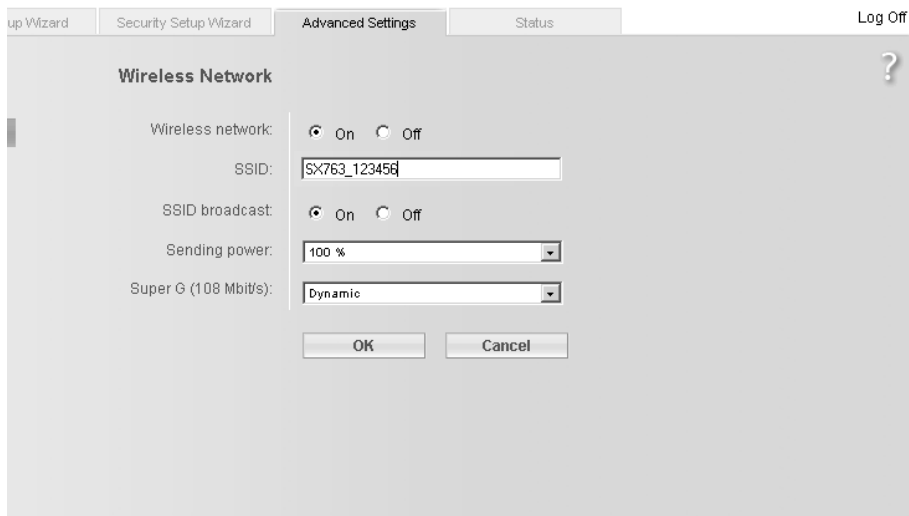 up Wizard Security Setup Wizard Advanced Settings Status Log Off
?
Wireless Network
Wireless network: On Off
SSID: SX763_123456
SSID broadcast: On Off
Sending power: 100 %
Super G (108 Mbit/s): Dynamic
OK Cancel